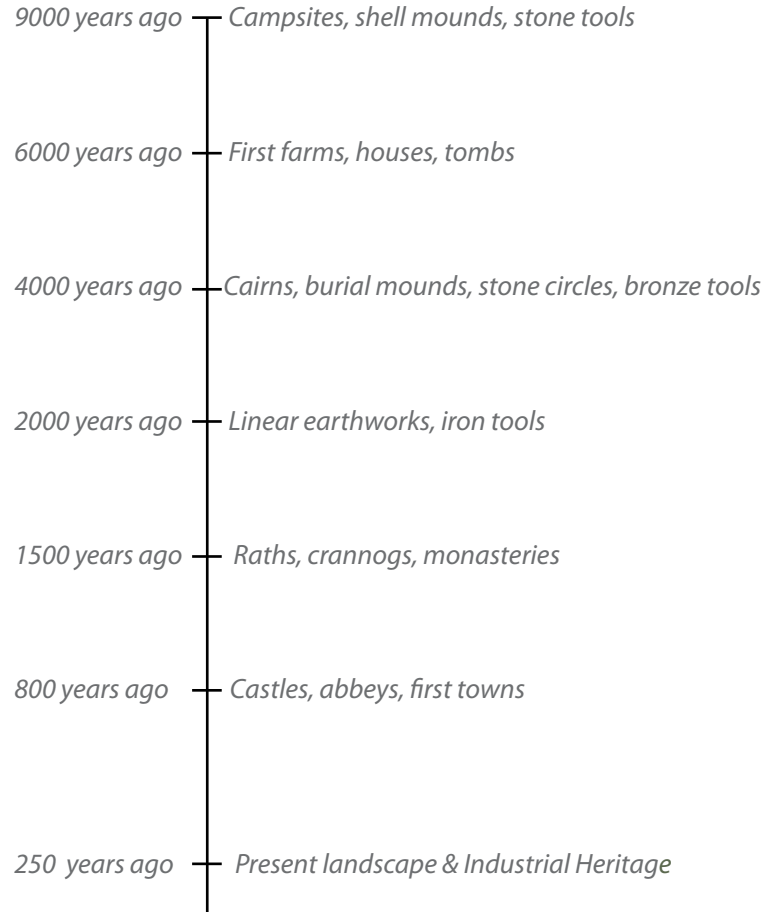 9000 years ago Campsites, shell mounds, stone tools
6000 years ago First farms, houses, tombs
4000 years ago Cairns, burial mounds, stone circles, bronze tools
2000 years ago Linear earthworks, iron tools
1500 years ago Raths, crannogs, monasteries
800 years ago Castles, abbeys, first towns
250 years ago Present landscape & Industrial Heritage